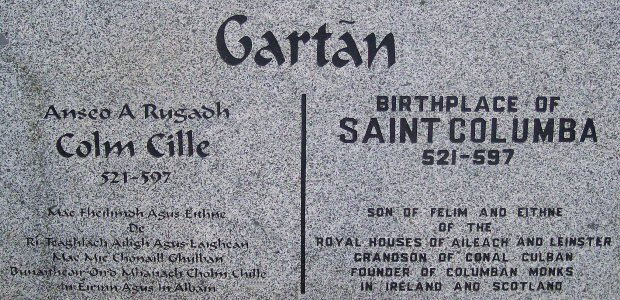 Gartān
Anseo A Rugadh
Colm Cille
521-597
Mac Fheilimdh Agus Eithne
De
Ri-Teaghlach Ailigh Agus Laighean
Mac Mic Chonaill Ghulban
Bunaitheoir Ord Mhanach Cholm Chille
In Eirinn Agus In Albain
BIRTHPLACE OF
SAINT COLUMBA
521-597
SON OF FELIM AND EITHNE
OF THE
ROYAL HOUSES OF AILEACH AND LEINSTER
GRANDSON OF CONAL CULBAN
FOUNDER OF COLUMBAN MONKS
IN IRELAND AND SCOTLAND